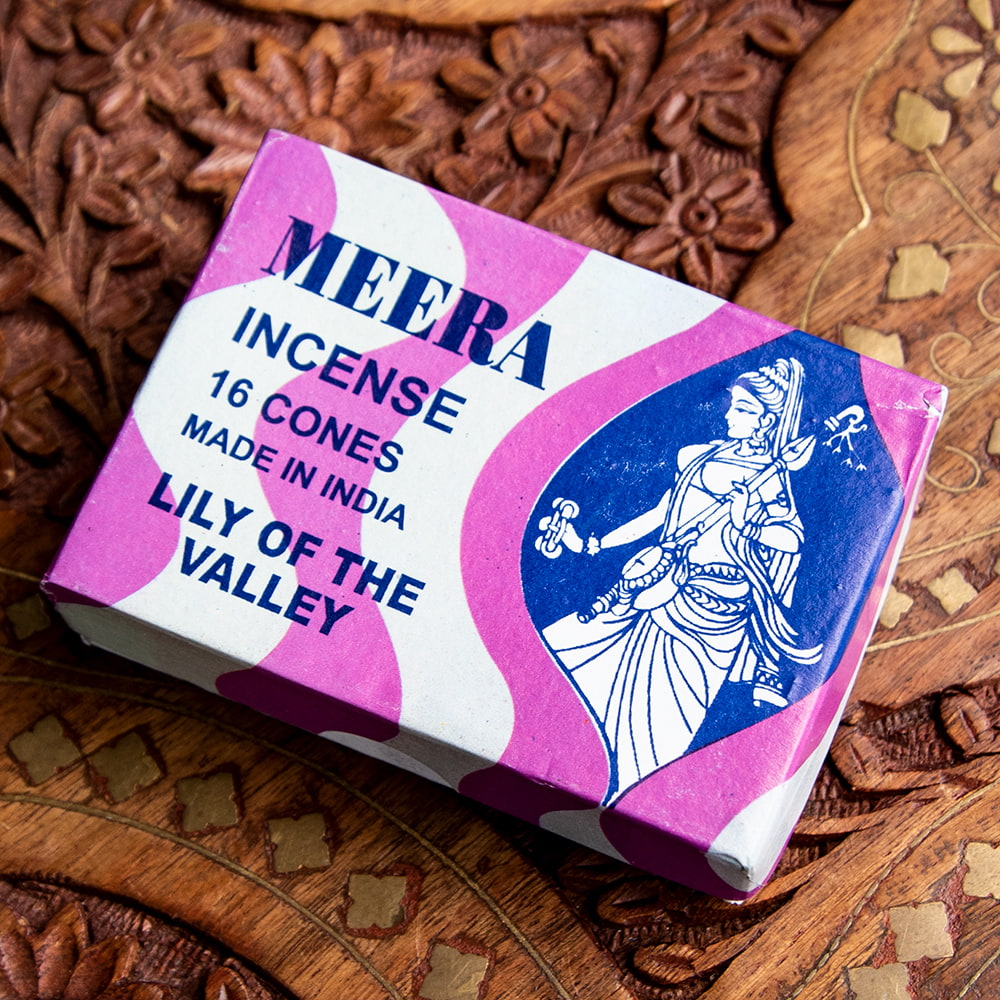 MEERA
INCENSE
16 CONES
MADE IN INDIA
LILY OF THE
VALLEY